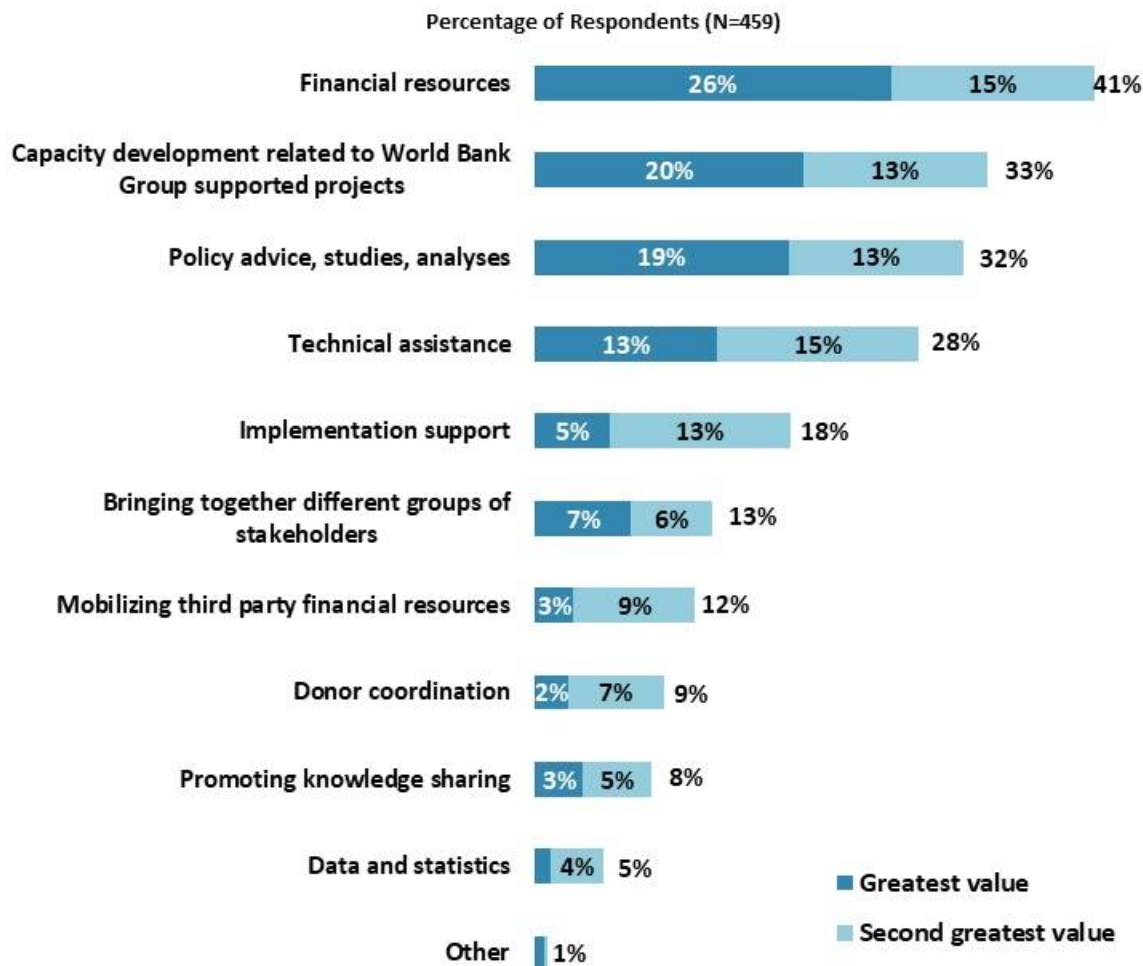 Percentage of Respondents (N=459)
Financial resources 26% 15% 41%
Capacity development related to World Bank
Group supported projects 20% 13% 33%
Policy advice, studies, analyses 19% 13% 32%
Technical assistance 13% 15% 28%
Implementation support 5% 13% 18%
Bringing together different groups of
stakeholders 7% 6% 13%
Mobilizing third party financial resources 3% 9% 12%
Donor coordination 2% 7% 9%
Promoting knowledge sharing 3% 5% 8%
Data and statistics 4% 5%
Other 1%
Greatest value
Second greatest value